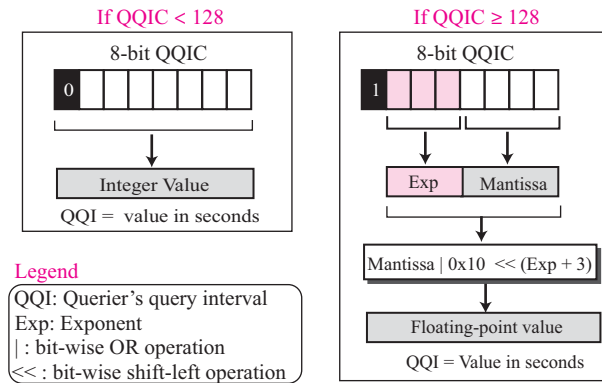 If QQIC < 128
8-bit QQIC
0
Integer Value
QQI = value in seconds
If QQIC ≥ 128
8-bit QQIC
1
Exp
Mantissa
Mantissa | 0x10 << (Exp + 3)
Floating-point value
QQI = Value in seconds
Legend
QQI: Querier's query interval
Exp: Exponent
| : bit-wise OR operation
<< : bit-wise shift-left operation